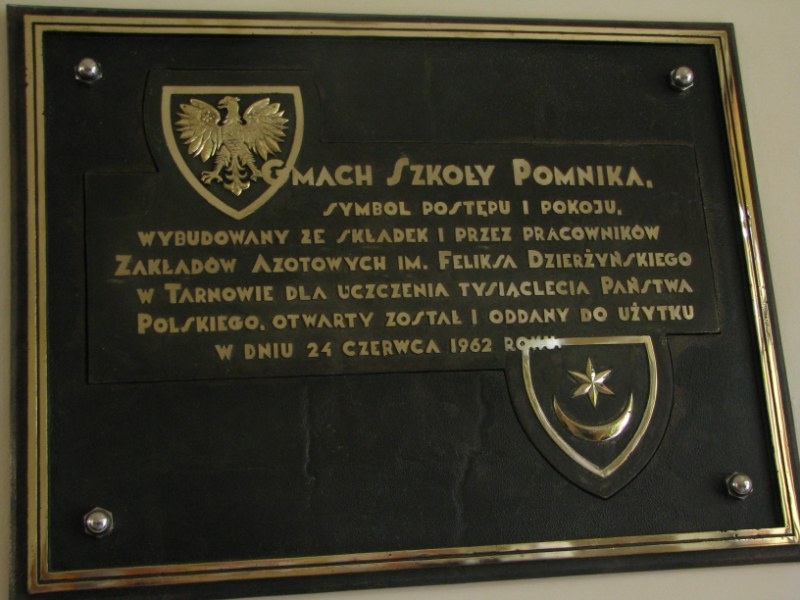 Gmach Szkoły Pomnika,
symbol postępu i pokoju,
wybudowany ze składek i przez pracowników
Zakładów Azotowych im. Feliksa Dzierżyńskiego
w Tarnowie dla uczczenia tysiąclecia Państwa
Polskiego, otwarty został i oddany do użytku
w dniu 24 czerwca 1962 roku